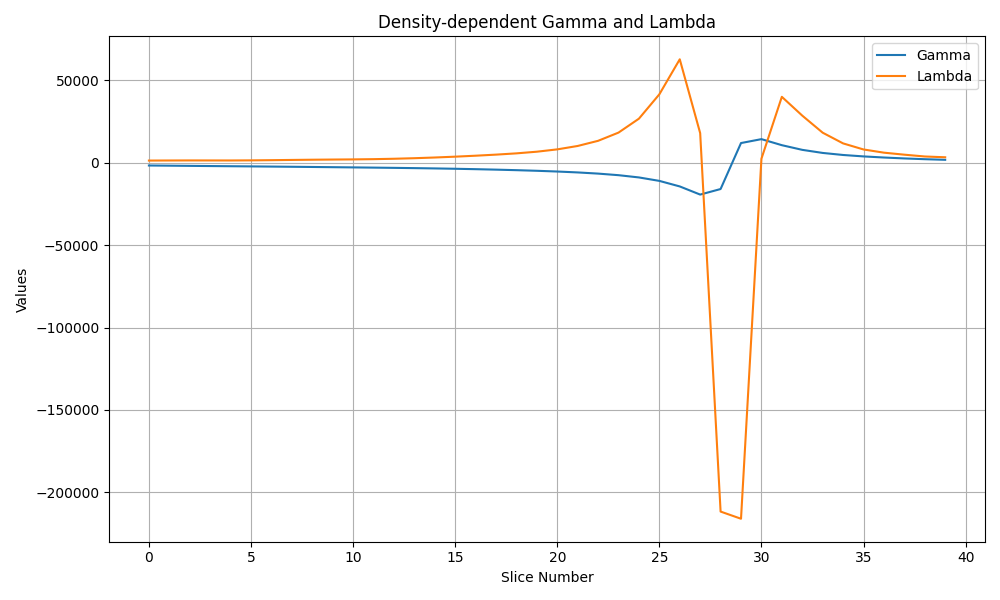 Density-dependent Gamma and Lambda
Gamma
Lambda
50000
0
−50000
−100000
−150000
−200000
Values
0 5 10 15 20 25 30 35 40
Slice Number